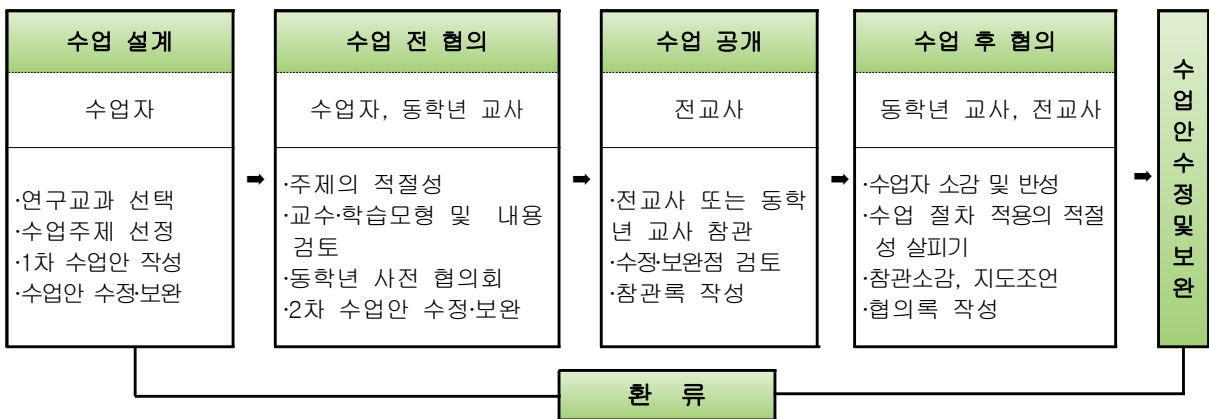 수업 설계
수업자
·연구교과 선택
·수업주제 선정
·1차 수업안 작성
·수업안 수정·보완
➡
수업 전 협의
수업자, 동학년 교사
·주제의 적절성
·교수·학습모형 및 내용
검토
·동학년 사전 협의회
·2차 수업안 수정·보완
➡
수업 공개
전교사
·전교사 또는 동학
년 교사 참관
·수정·보완점 검토
·참관록 작성
➡
수업 후 협의
동학년 교사, 전교사
·수업자 소감 및 반성
·수업 절차 적용의 적절
성 살피기
·참관소감, 지도조언
·협의록 작성
➡
수업안수정및보완
환 류